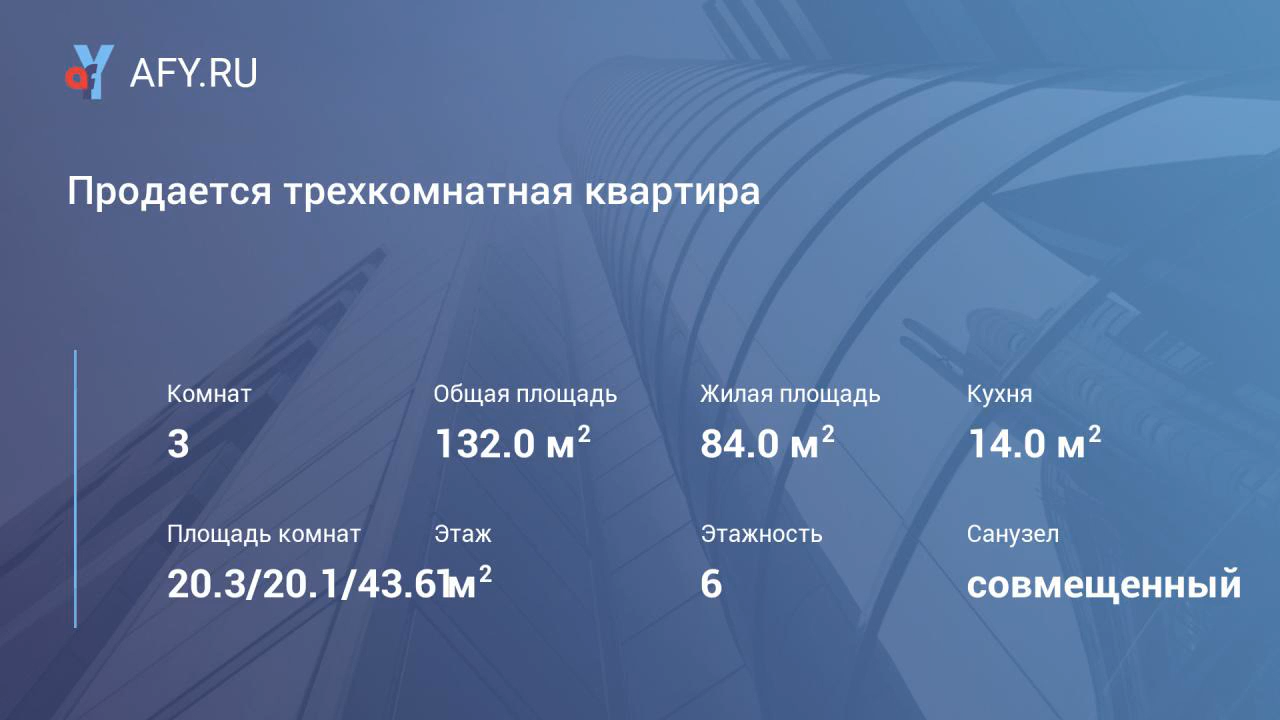 AFY.RU
Продается трехкомнатная квартира
Комнат Общая площадь Жилая площадь Кухня
3 132.0 м² 84.0 м² 14.0 м²
Площадь комнат Этаж Этажность Санузел
20.3/20.1/43.6 м² 1 6 совмещенный